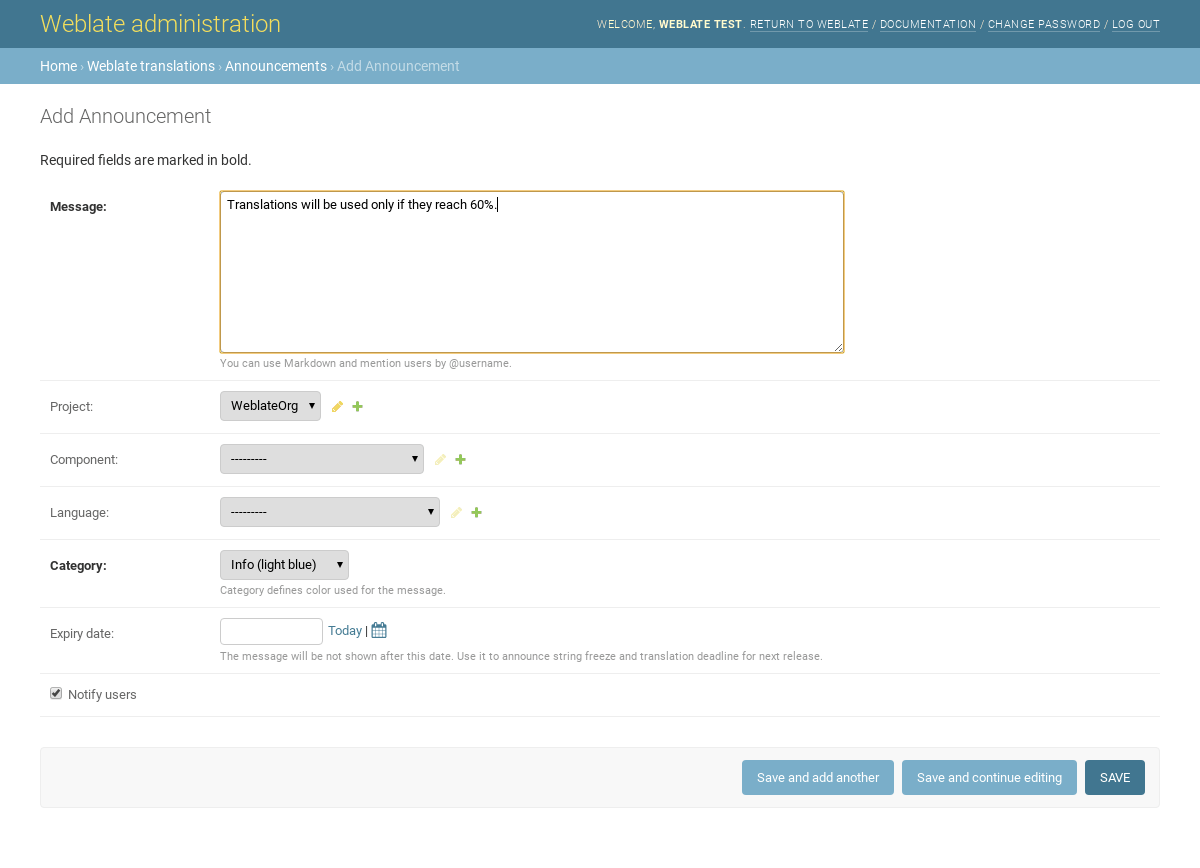 Weblate administration
WELCOME, WEBLATE TEST. RETURN TO WEBLATE / DOCUMENTATION / CHANGE PASSWORD / LOG OUT
Home › Weblate translations › Announcements › Add Announcement
Add Announcement
Required fields are marked in bold.
Message:
Translations will be used only if they reach 60%.
You can use Markdown and mention users by @username.
Project:
WeblateOrg
Component:
---------
Language:
---------
Category:
Info (light blue)
Category defines color used for the message.
Expiry date:
Today |
The message will be not shown after this date. Use it to announce string freeze and translation deadline for next release.
Notify users
Save and add another
Save and continue editing
SAVE